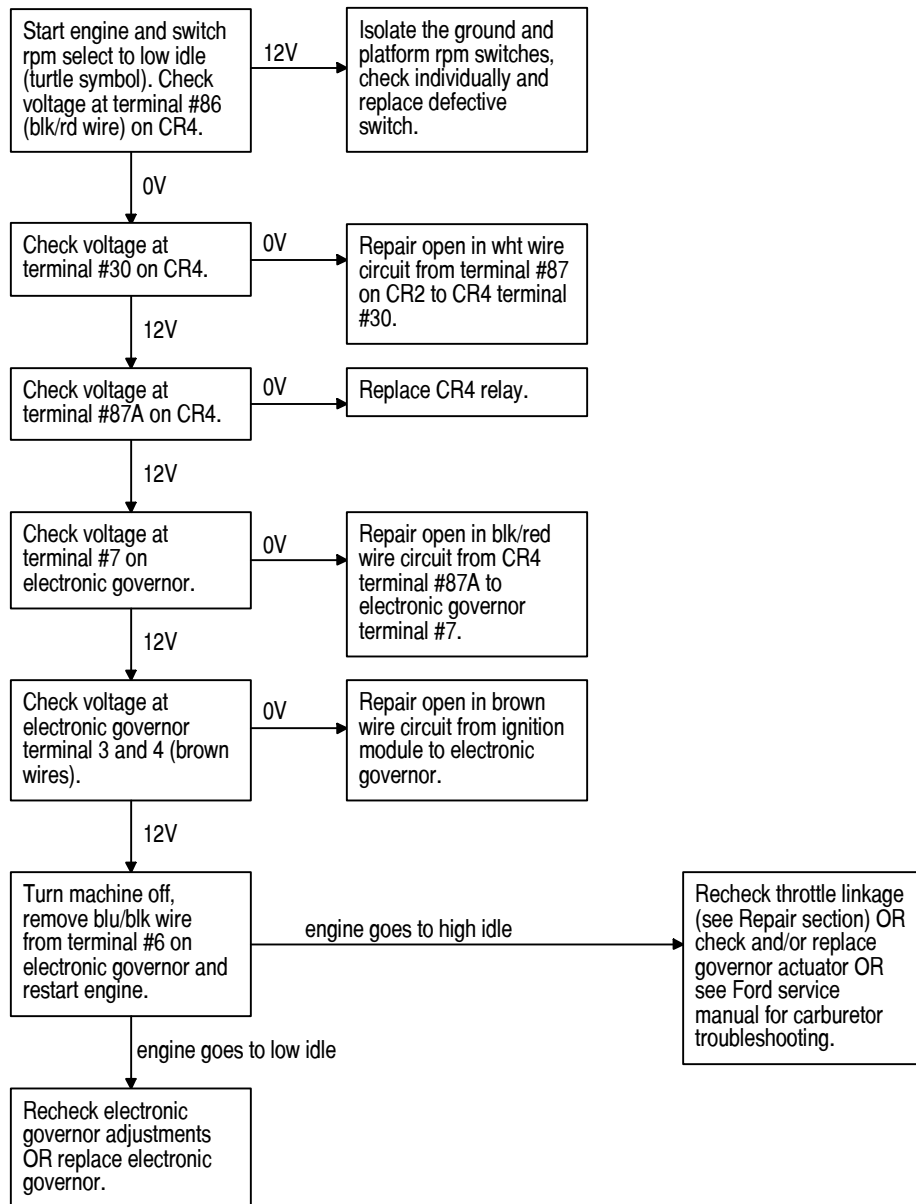 Start engine and switch
rpm select to low idle
(turtle symbol). Check
voltage at terminal #86
(blk/rd wire) on CR4.
12V
Isolate the ground and
platform rpm switches,
check individually and
replace defective
switch.
0V
Check voltage at
terminal #30 on CR4.
0V
Repair open in wht wire
circuit from terminal #87
on CR2 to CR4 terminal
#30.
12V
Check voltage at
terminal #87A on CR4.
0V
Replace CR4 relay.
12V
Check voltage at
terminal #7 on
electronic governor.
0V
Repair open in blk/red
wire circuit from CR4
terminal #87A to
electronic governor
terminal #7.
12V
Check voltage at
electronic governor
terminal 3 and 4 (brown
wires).
0V
Repair open in brown
wire circuit from ignition
module to electronic
governor.
12V
Turn machine off,
remove blu/blk wire
from terminal #6 on
electronic governor and
restart engine.
engine goes to high idle
Recheck throttle linkage
(see Repair section) OR
check and/or replace
governor actuator OR
see Ford service
manual for carburetor
troubleshooting.
engine goes to low idle
Recheck electronic
governor adjustments
OR replace electronic
governor.